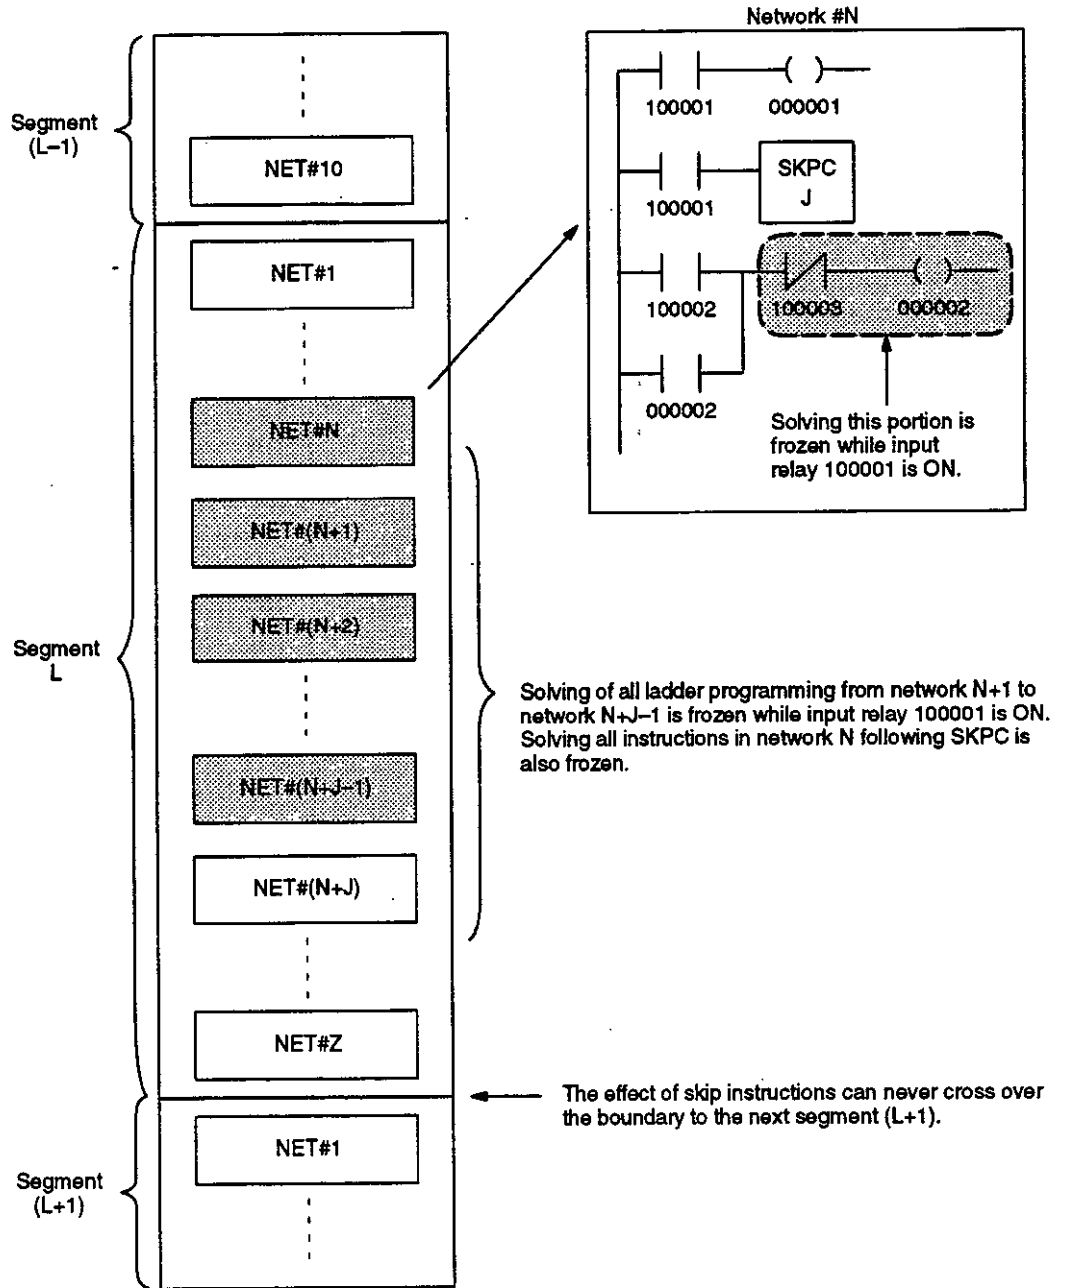 Network #N
100001
000001
100001
SKPC
J
100002
100003
000002
000002
Solving this portion is
frozen while input
relay 100001 is ON.
Segment
(L–1)
NET#10
NET#1
NET#N
NET#(N+1)
NET#(N+2)
Segment
L
NET#(N+J–1)
NET#(N+J)
NET#Z
Solving of all ladder programming from network N+1 to
network N+J–1 is frozen while input relay 100001 is ON.
Solving all instructions in network N following SKPC is
also frozen.
The effect of skip instructions can never cross over
the boundary to the next segment (L+1).
NET#1
Segment
(L+1)